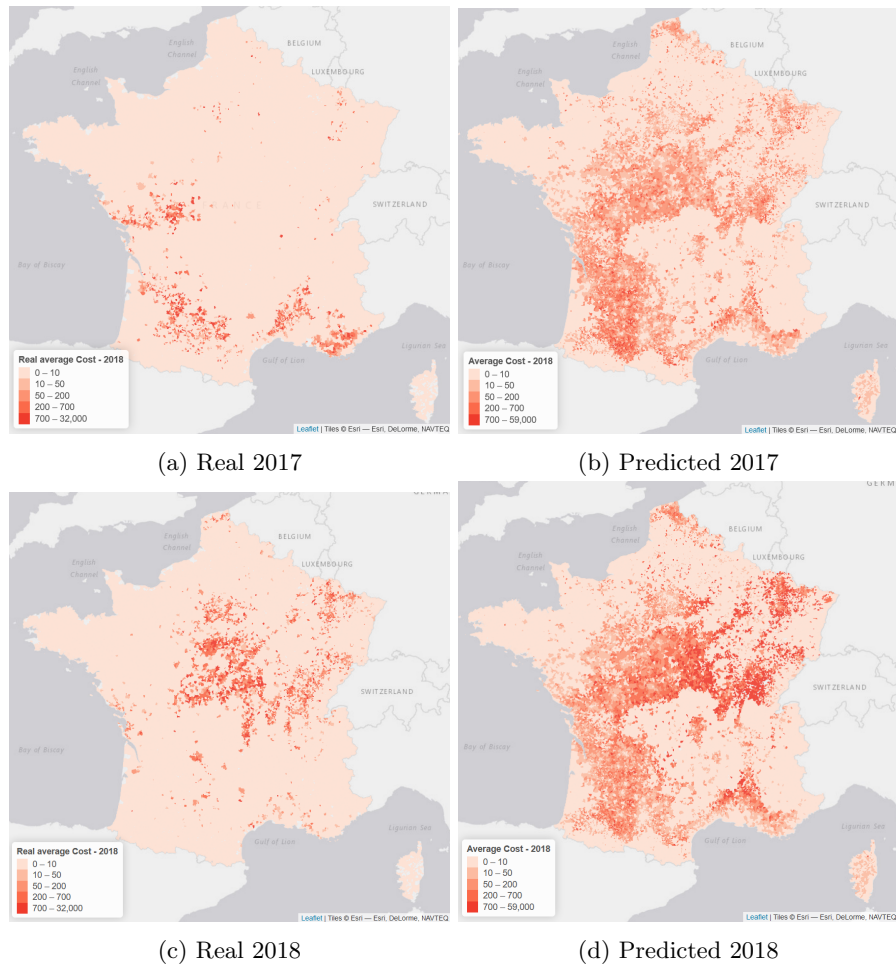 English
Channel
BELGIUM
English
Channel
LUXEMBOURG
FRANCE
SWITZERLAND
Bay of Biscay
Ligurian Sea
Gulf of Lion
Real average Cost - 2018
0 – 10
10 – 50
50 – 200
200 – 700
700 – 32,000
Leaflet | Tiles © Esri — Esri, DeLorme, NAVTEQ
(a) Real 2017
English
Channel
BELGIUM
English
Channel
LUXEMBOURG
SWITZERLAND
Bay of Biscay
Ligurian Sea
Gulf of Lion
Average Cost - 2018
0 – 10
10 – 50
50 – 200
200 – 700
700 – 59,000
Leaflet | Tiles © Esri — Esri, DeLorme, NAVTEQ
(b) Predicted 2017
English
Channel
BELGIUM
English
Channel
LUXEMBOURG
SWITZERLAND
Bay of Biscay
Ligurian Sea
Gulf of Lion
Real average Cost - 2018
0 – 10
10 – 50
50 – 200
200 – 700
700 – 32,000
Leaflet | Tiles © Esri — Esri, DeLorme, NAVTEQ
(c) Real 2018
GERM
English
Channel
BELGIUM
English
Channel
LUXEMBOURG
SWITZERLAND
Bay of Biscay
Ligurian Sea
Gulf of Lion
Average Cost - 2018
0 – 10
10 – 50
50 – 200
200 – 700
700 – 59,000
Leaflet | Tiles © Esri — Esri, DeLorme, NAVTEQ
(d) Predicted 2018